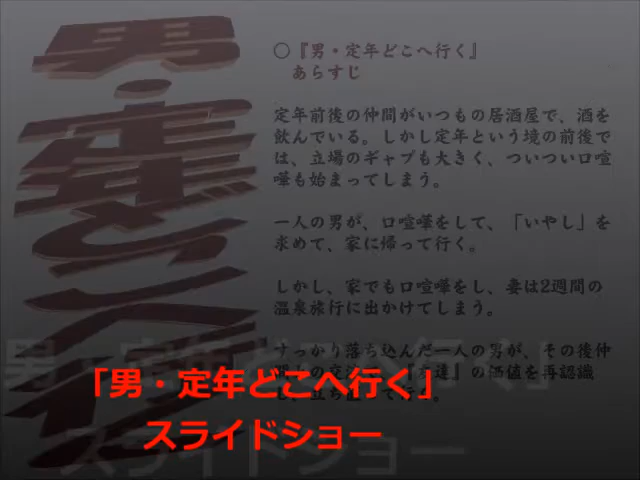 男・定年どこへ行く
○『男・定年どこへ行く』
あらすじ
定年前後の仲間がいつもの居酒屋で、酒を
飲んでいる。しかし定年という境の前後で
は、立場のギャプも大きく、ついつい口喧
嘩も始まってしまう。
一人の男が、口喧嘩をして、「いやし」を
求めて、家に帰って行く。
しかし、家でも口喧嘩をし、妻は2週間の
温泉旅行に出かけてしまう。
すっかり落ち込んだ一人の男が、その後仲
の価値を再認識
「男・定年どこへ行く」
スライドショー